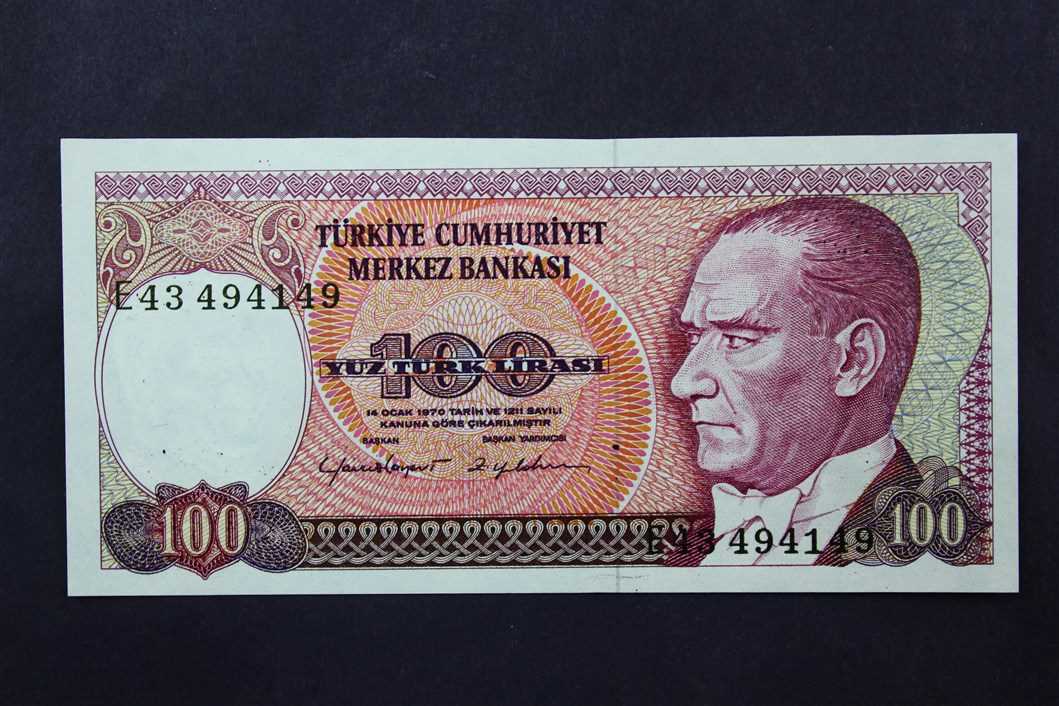 TÜRKİYE CUMHURİYET
MERKEZ BANKASI
E43 494149
100
YÜZ TÜRK LİRASI
14 OCAK 1970 TARİH VE 1211 SAYILI
KANUNA GÖRE ÇIKARILMIŞTIR
BAŞKAN BAŞKAN YARDIMCISI
100
E43 494149
100